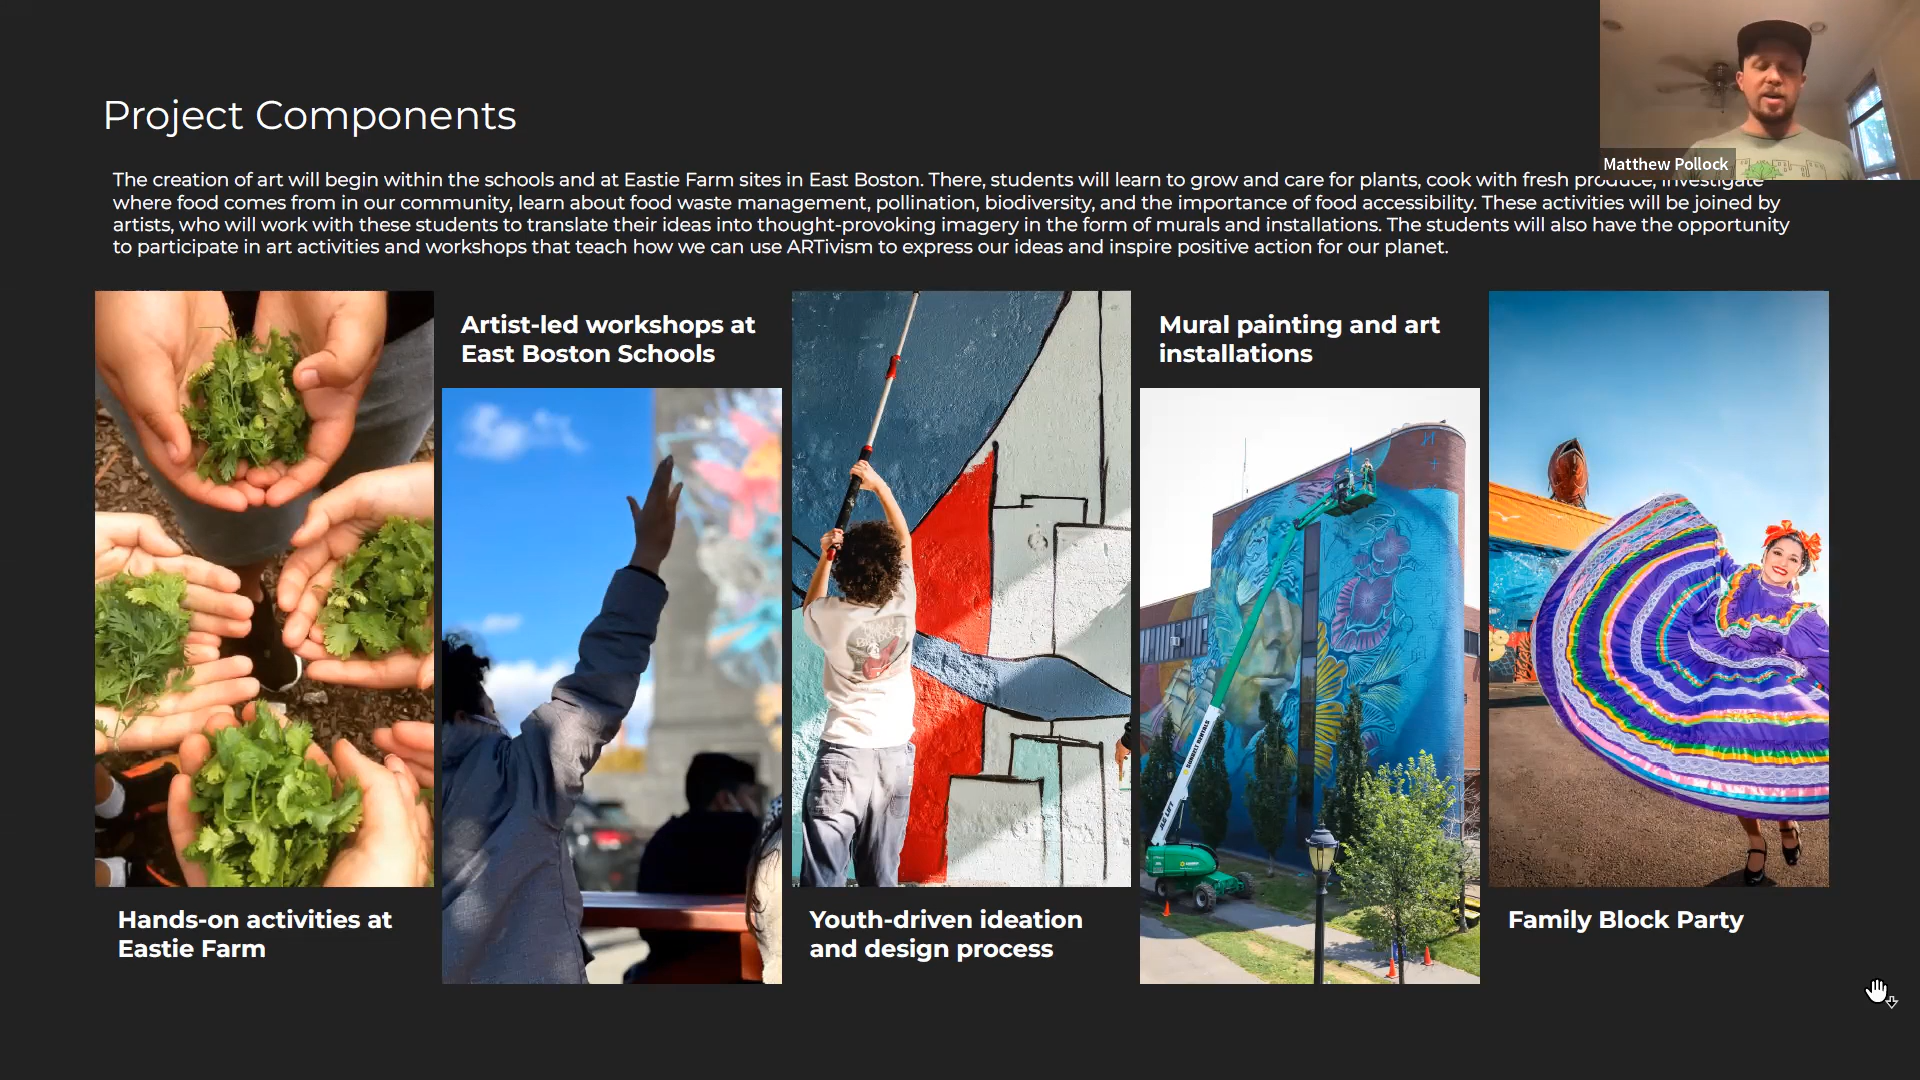 Project Components
Matthew Pollock
The creation of art will begin within the schools and at Eastie Farm sites in East Boston. There, students will learn to grow and care for plants, cook with fresh produce, investigate
where food comes from in our community, learn about food waste management, pollination, biodiversity, and the importance of food accessibility. These activities will be joined by
artists, who will work with these students to translate their ideas into thought-provoking imagery in the form of murals and installations. The students will also have the opportunity
to participate in art activities and workshops that teach how we can use ARTivism to express our ideas and inspire positive action for our planet.
Artist-led workshops at
East Boston Schools
Mural painting and art
installations
Hands-on activities at
Eastie Farm
Youth-driven ideation
and design process
Family Block Party